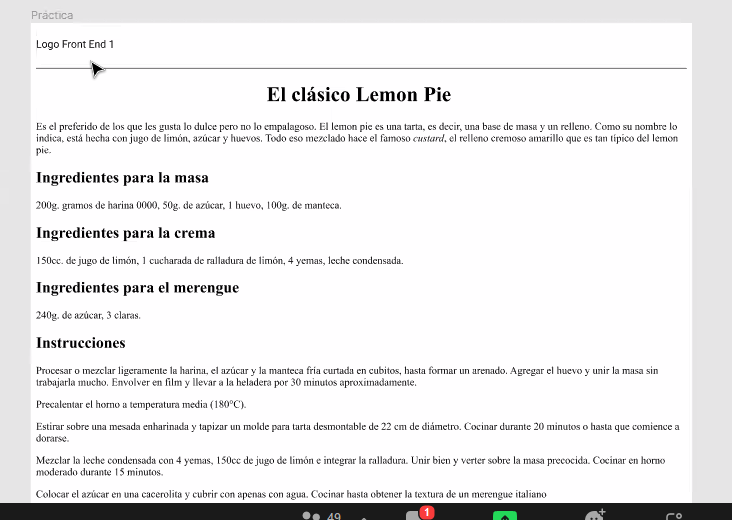 Práctica
Logo Front End 1
El clásico Lemon Pie
Es el preferido de los que les gusta lo dulce pero no lo empalagoso. El lemon pie es una tarta, es decir, una base de masa y un relleno. Como su nombre lo
indica, está hecha con jugo de limón, azúcar y huevos. Todo eso mezclado hace el famoso custard, el relleno cremoso amarillo que es tan típico del lemon
pie.
Ingredientes para la masa
200g. gramos de harina 0000, 50g. de azúcar, 1 huevo, 100g. de manteca.
Ingredientes para la crema
150cc. de jugo de limón, 1 cucharada de ralladura de limón, 4 yemas, leche condensada.
Ingredientes para el merengue
240g. de azúcar, 3 claras.
Instrucciones
Procesar o mezclar ligeramente la harina, el azúcar y la manteca fría curtada en cubitos, hasta formar un arenado. Agregar el huevo y unir la masa sin
trabajarla mucho. Envolver en film y llevar a la heladera por 30 minutos aproximadamente.
Precalentar el horno a temperatura media (180°C).
Estirar sobre una mesada enharinada y tapizar un molde para tarta desmontable de 22 cm de diámetro. Cocinar durante 20 minutos o hasta que comience a
dorarse.
Mezclar la leche condensada con 4 yemas, 150cc de jugo de limón e integrar la ralladura. Unir bien y verter sobre la masa precocida. Cocinar en horno
moderado durante 15 minutos.
Colocar el azúcar en una cacerolita y cubrir con apenas con agua. Cocinar hasta obtener la textura de un merengue italiano
49
1